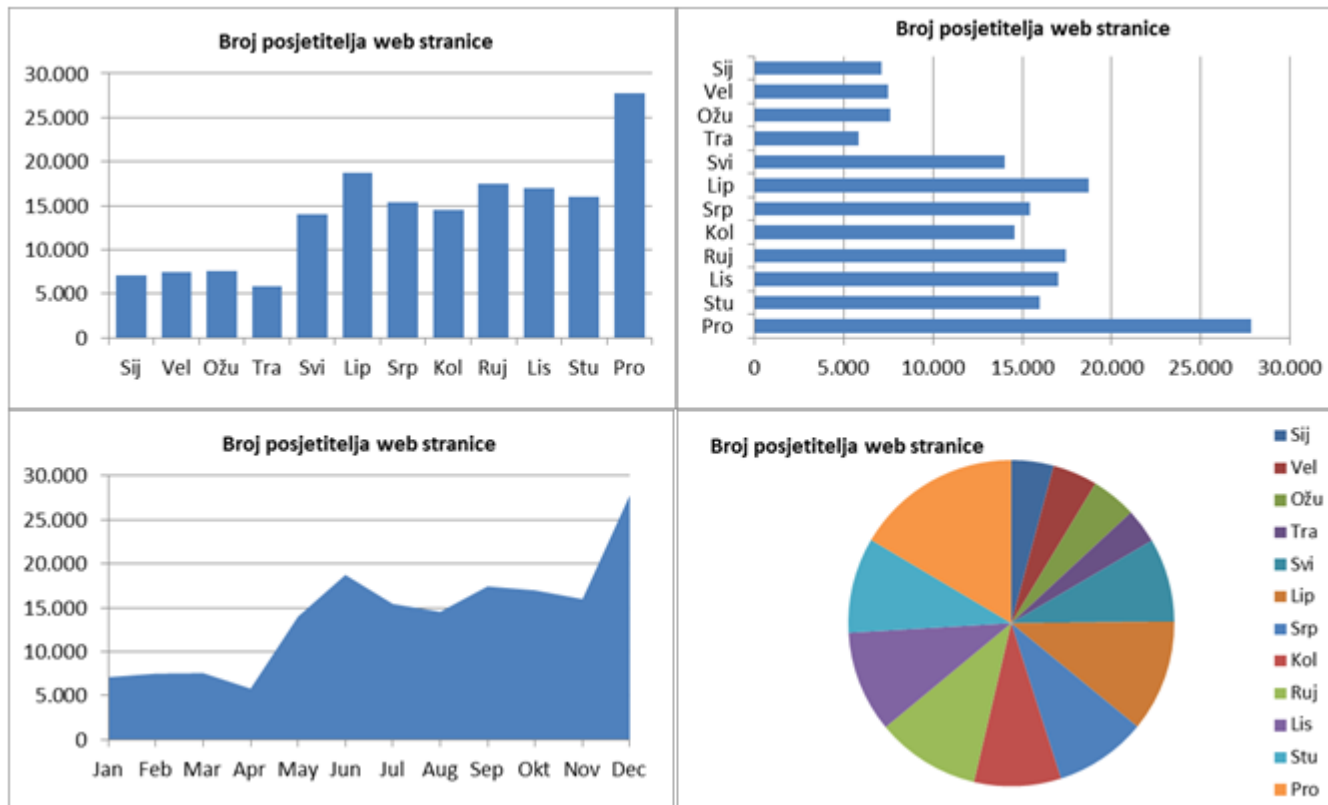 Broj posjetitelja web stranice
30.000
25.000
20.000
15.000
10.000
5.000
0
Sij Vel Ožu Tra Svi Lip Srp Kol Ruj Lis Stu Pro
Broj posjetitelja web stranice
Sij
Vel
Ožu
Tra
Svi
Lip
Srp
Kol
Ruj
Lis
Stu
Pro
0 5.000 10.000 15.000 20.000 25.000 30.000
Broj posjetitelja web stranice
30.000
25.000
20.000
15.000
10.000
5.000
0
Jan Feb Mar Apr May Jun Jul Aug Sep Okt Nov Dec
Broj posjetitelja web stranice
Sij
Vel
Ožu
Tra
Svi
Lip
Srp
Kol
Ruj
Lis
Stu
Pro